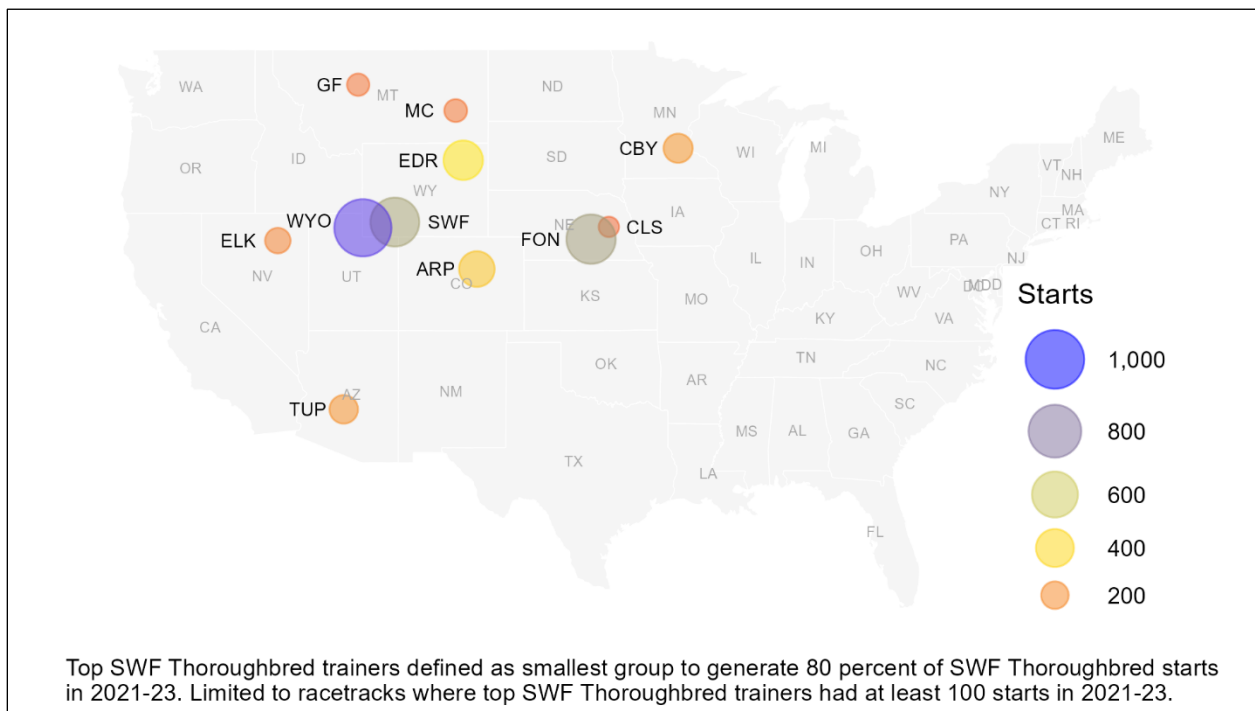 WA
MT
ND
MN
ME
GF
MC
OR
ID
EDR
SD
CBY
WI
MI
VT
NH
NY
MA
CT RI
WY
WYO
SWF
NE
FON
CLS
IA
PA
NJ
ELK
NV
UT
ARP
CO
IL
IN
OH
MDD
WV
VA
KS
MO
KY
CA
TN
NC
OK
AR
SC
TUP
AZ
NM
MS
AL
GA
TX
LA
FL
Starts
1,000
800
600
400
200
Top SWF Thoroughbred trainers defined as smallest group to generate 80 percent of SWF Thoroughbred starts
in 2021-23. Limited to racetracks where top SWF Thoroughbred trainers had at least 100 starts in 2021-23.